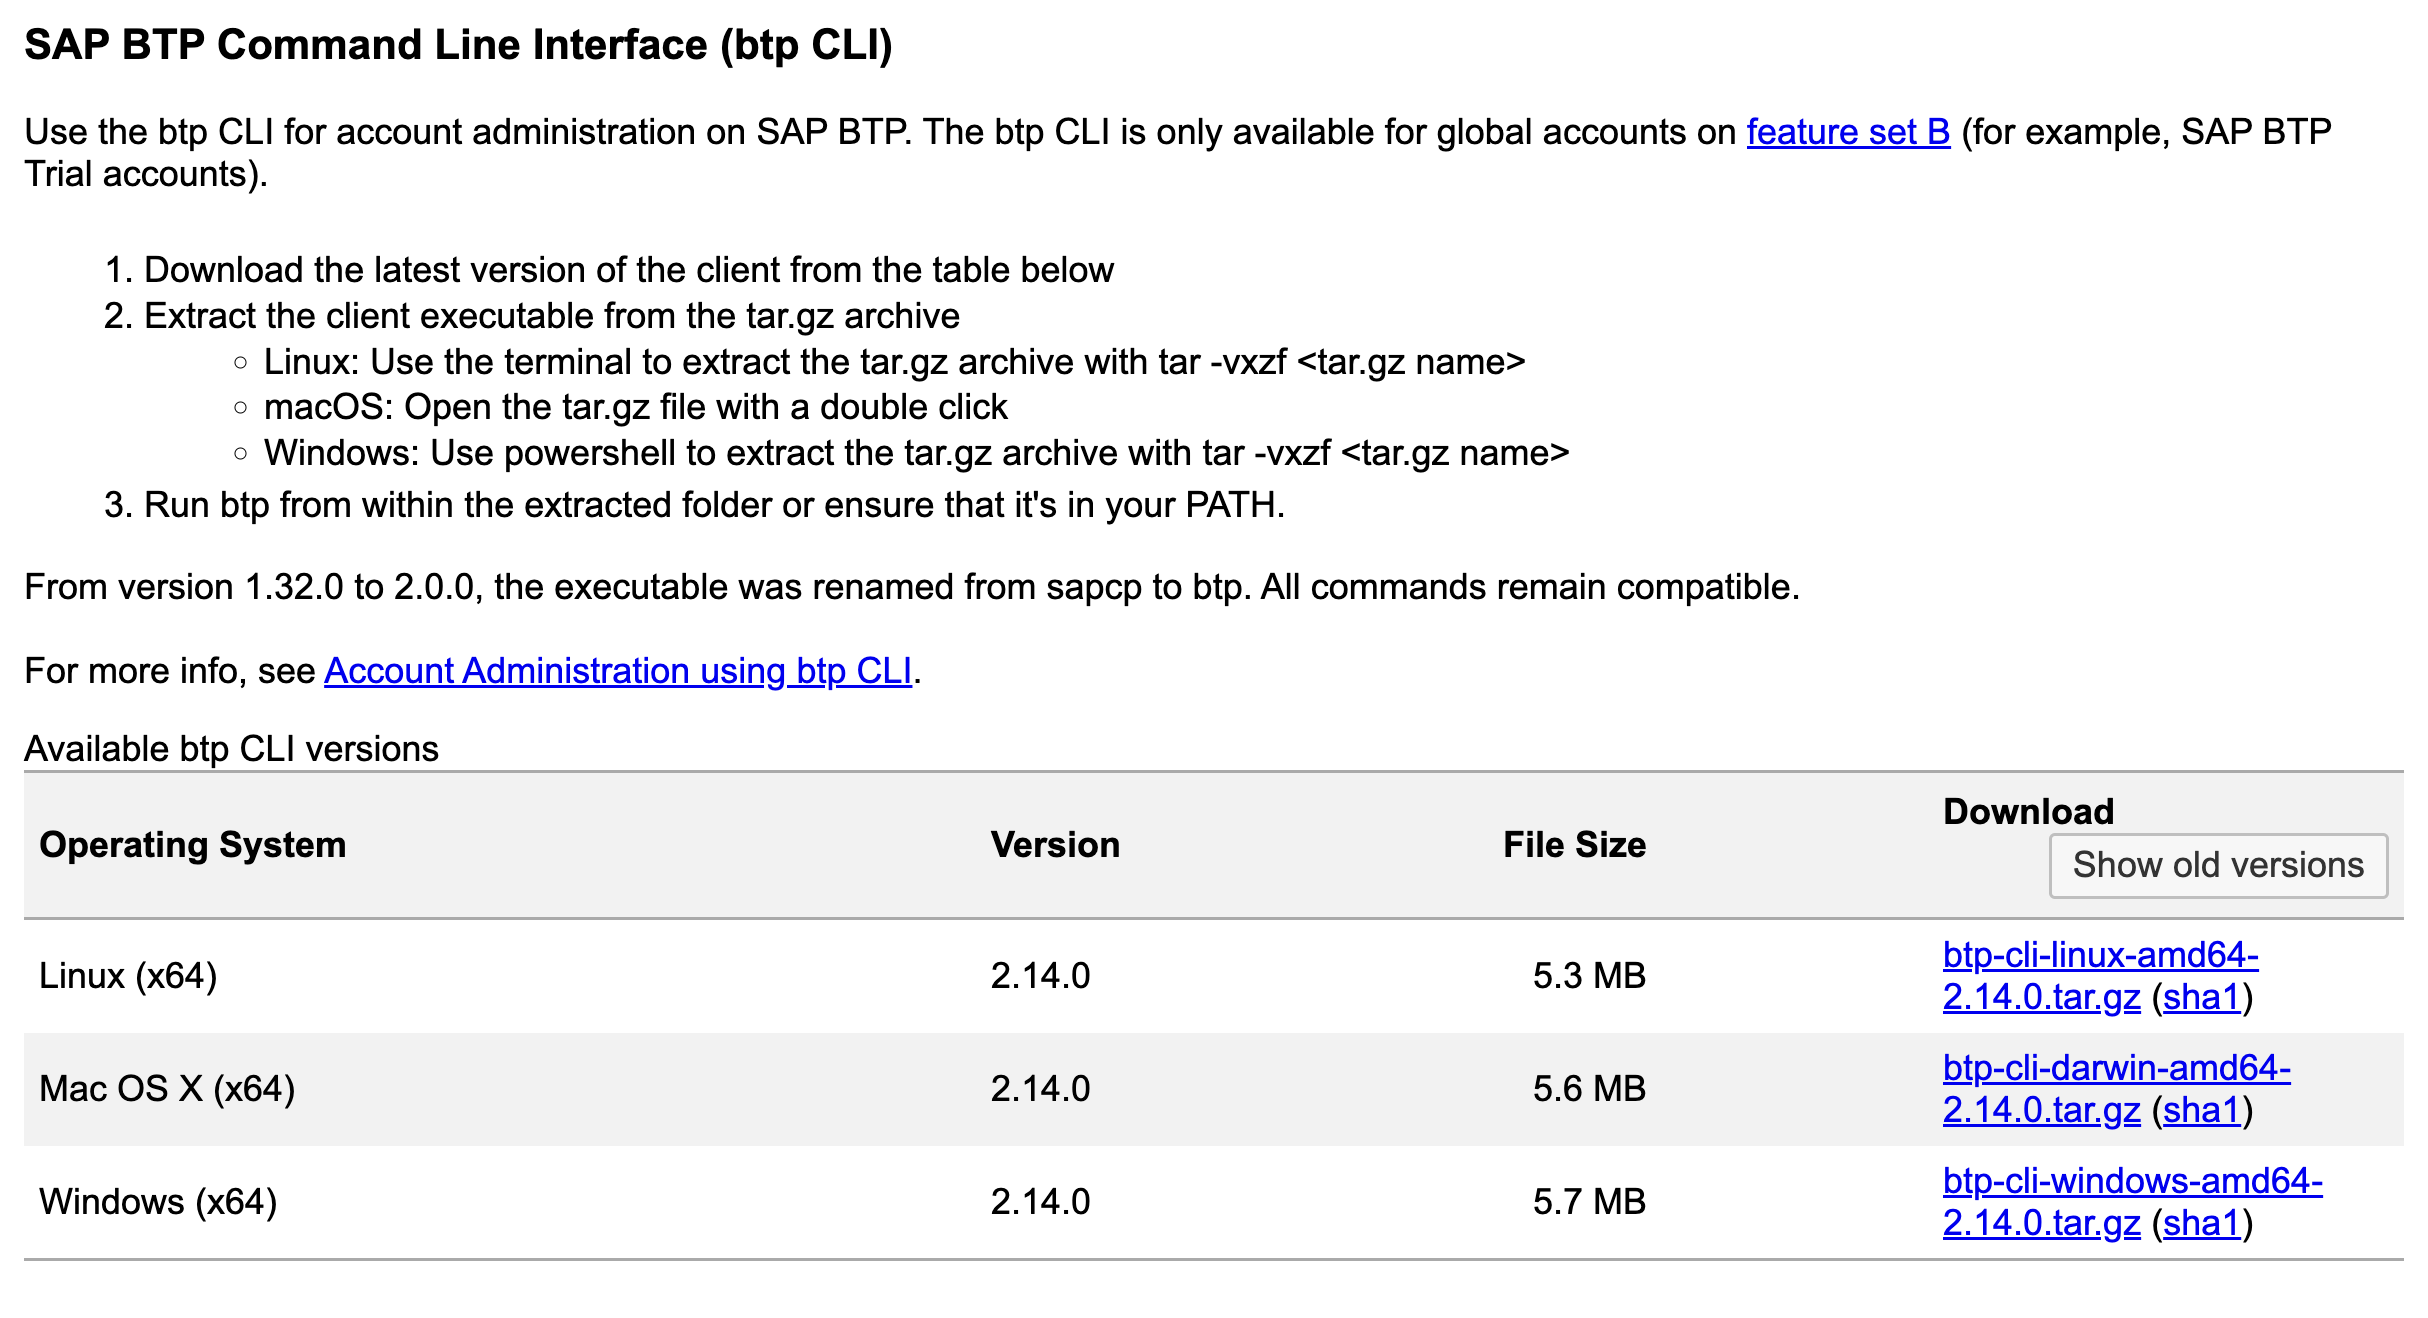 SAP BTP Command Line Interface (btp CLI)
Use the btp CLI for account administration on SAP BTP. The btp CLI is only available for global accounts on feature set B (for example, SAP BTP
Trial accounts).
1. Download the latest version of the client from the table below
2. Extract the client executable from the tar.gz archive
◦ Linux: Use the terminal to extract the tar.gz archive with tar -vxzf <tar.gz name>
◦ macOS: Open the tar.gz file with a double click
◦ Windows: Use powershell to extract the tar.gz archive with tar -vxzf <tar.gz name>
3. Run btp from within the extracted folder or ensure that it's in your PATH.
From version 1.32.0 to 2.0.0, the executable was renamed from sapcp to btp. All commands remain compatible.
For more info, see Account Administration using btp CLI.
Available btp CLI versions
Operating System Version File Size Download
Show old versions
Linux (x64) 2.14.0 5.3 MB btp-cli-linux-amd64-
2.14.0.tar.gz (sha1)
Mac OS X (x64) 2.14.0 5.6 MB btp-cli-darwin-amd64-
2.14.0.tar.gz (sha1)
Windows (x64) 2.14.0 5.7 MB btp-cli-windows-amd64-
2.14.0.tar.gz (sha1)